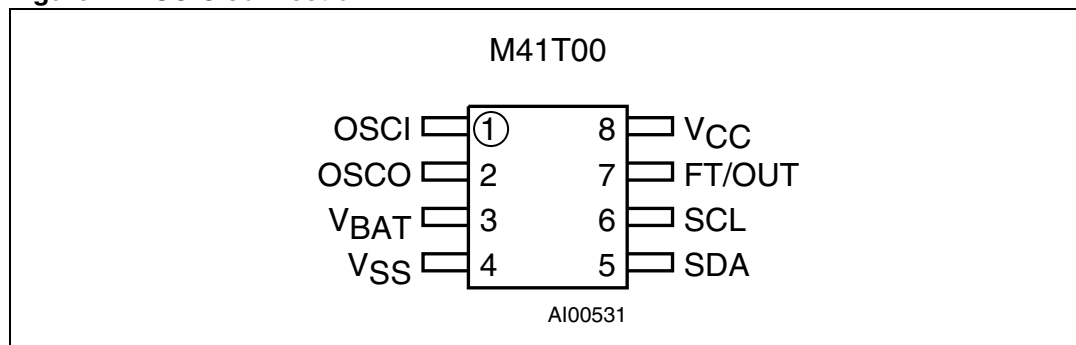 M41T00
OSCI 1 8 VCC
OSCO 2 7 FT/OUT
VBAT 3 6 SCL
VSS 4 5 SDA
AI00531